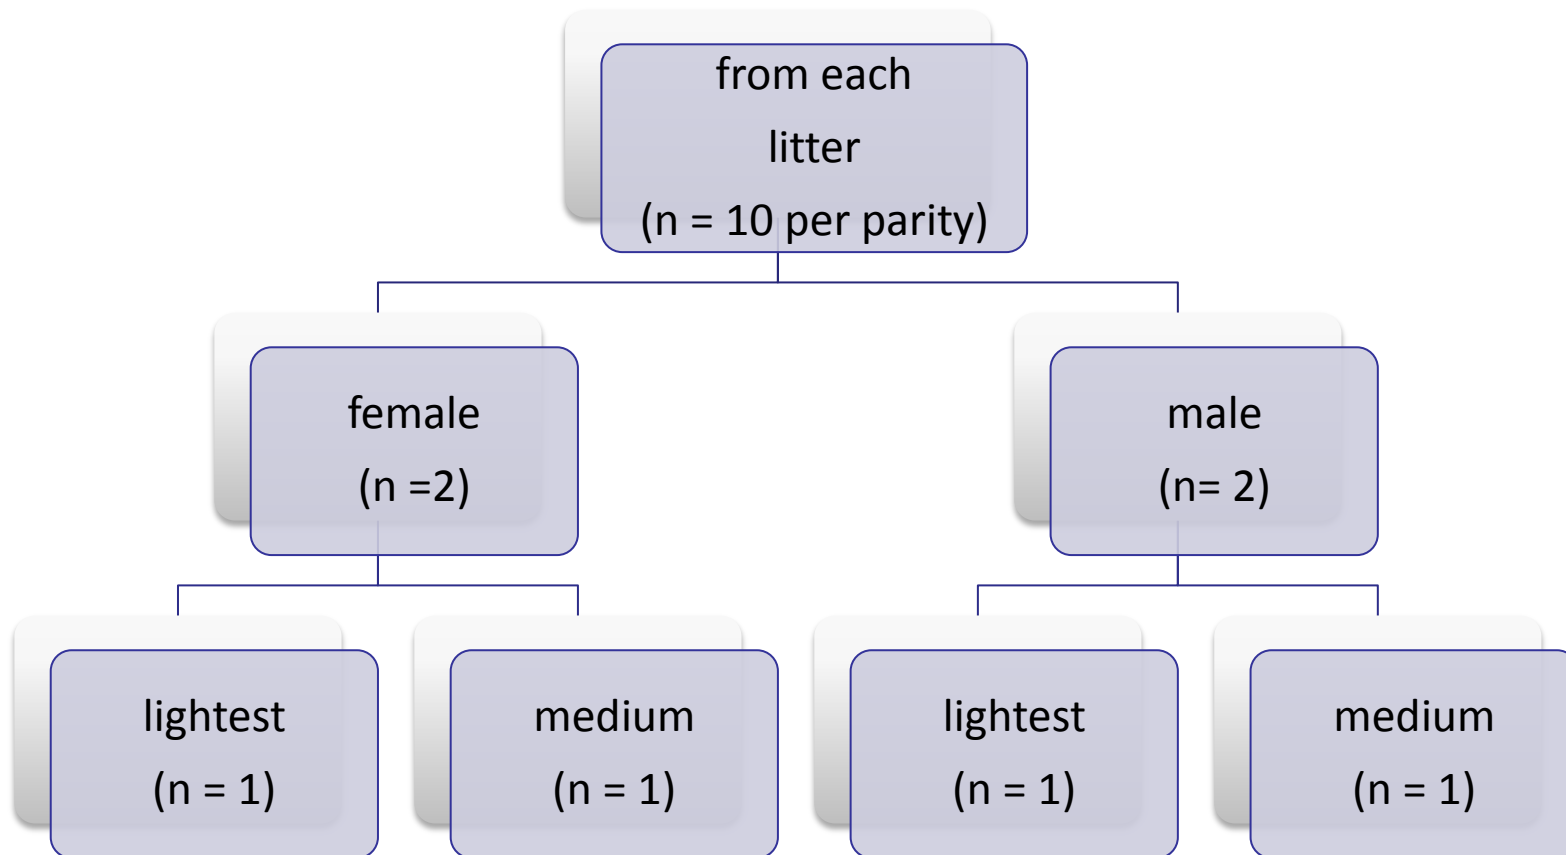 from each
litter
(n = 10 per parity)
female
(n =2)
male
(n= 2)
lightest
(n = 1)
medium
(n = 1)
lightest
(n = 1)
medium
(n = 1)